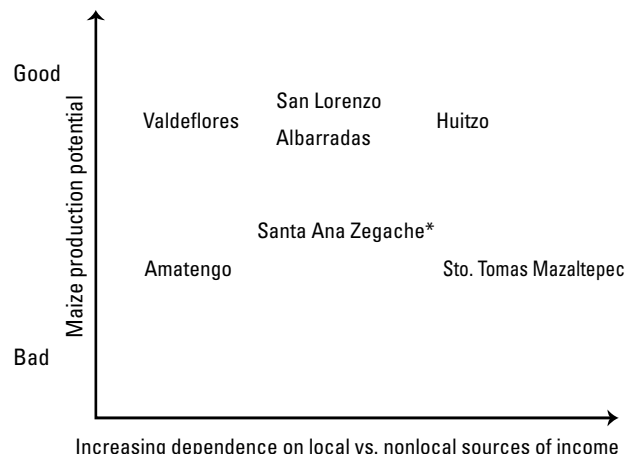 Good
Maize production potential
San Lorenzo
Albarradas
Valdeflores
Huitzo
Santa Ana Zegache*
Amatengo
Sto. Tomas Mazaltepec
Bad
Increasing dependence on local vs. nonlocal sources of income